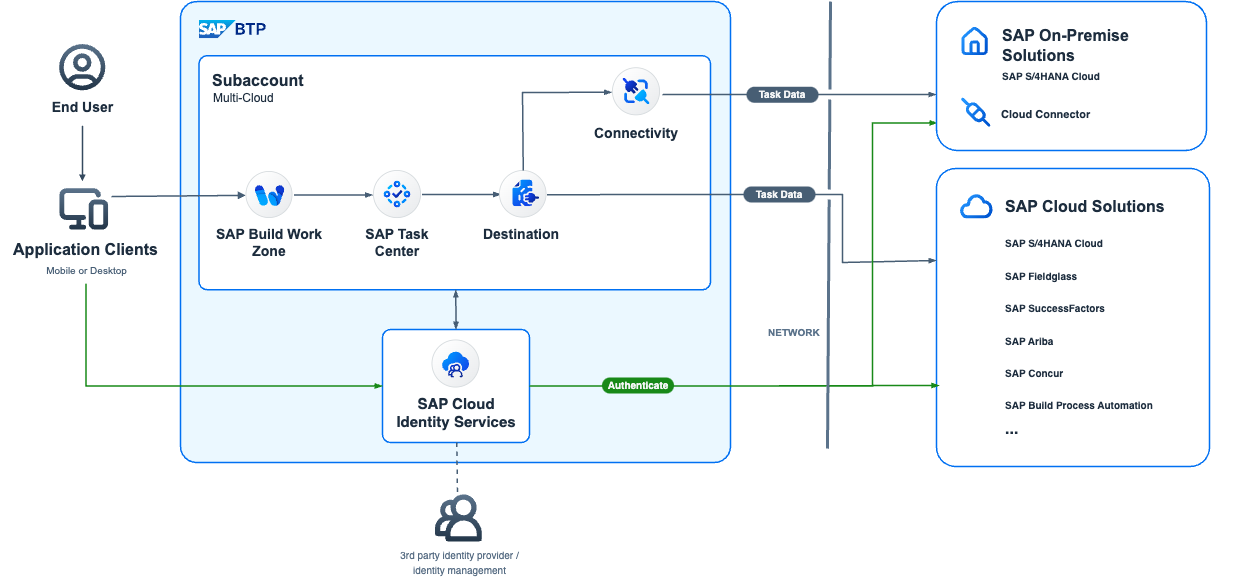 SAP BTP
Subaccount
Multi-Cloud
End User
Application Clients
Mobile or Desktop
SAP Build Work
Zone
SAP Task
Center
Destination
Connectivity
Task Data
Task Data
SAP Cloud
Identity Services
Authenticate
NETWORK
3rd party identity provider /
identity management
SAP On-Premise
Solutions
SAP S/4HANA Cloud
Cloud Connector
SAP Cloud Solutions
SAP S/4HANA Cloud
SAP Fieldglass
SAP SuccessFactors
SAP Ariba
SAP Concur
SAP Build Process Automation
...